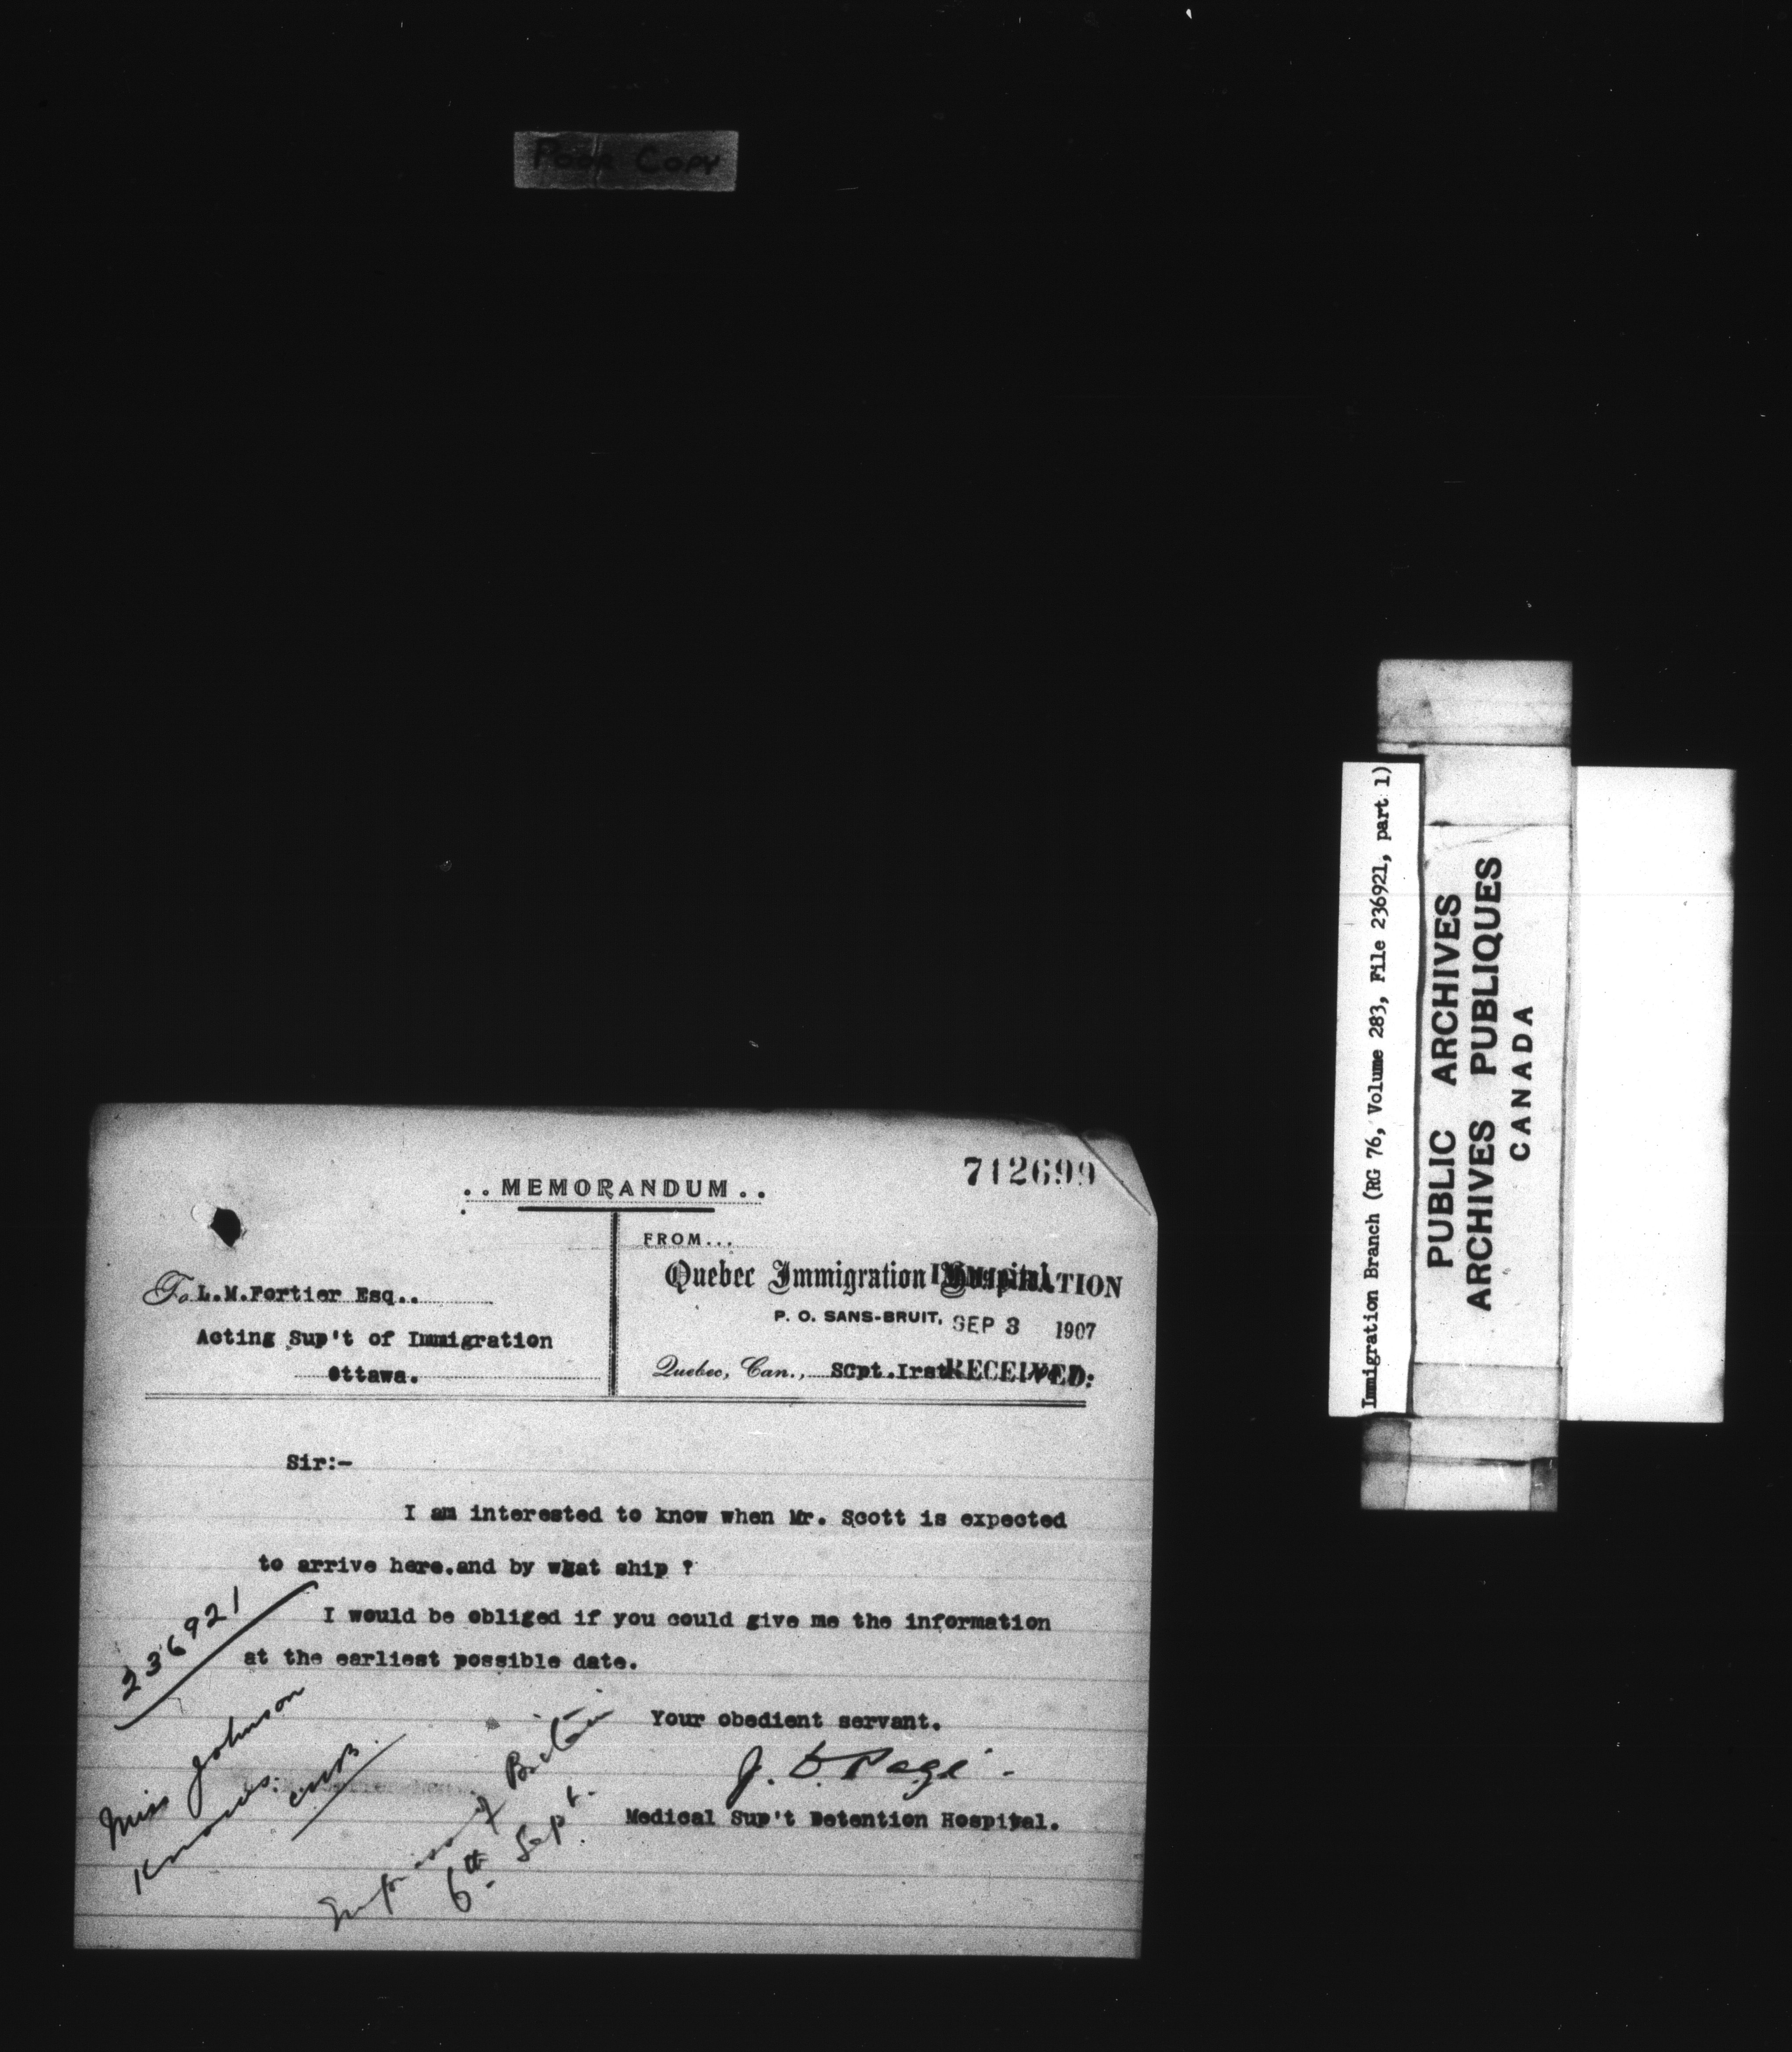 Poor Copy
712699
.. MEMORANDUM ..
FROM...
Quebec Immigration Hospital
IMMIGRATION
P. O. SANS-BRUIT.
SEP 3 1907
Quebec, Can., SCpt.Irst
RECEIVED:
To L.M.Fortier Esq..
Acting Sup't of Immigration
Ottawa.
Sir:-
I am interested to know when Mr. Scott is expected
to arrive here.and by what ship ?
I would be obliged if you could give me the information
at the earliest possible date.
Your obedient servant.
J. D. Pagé
Medical Sup't Detention Hospital.
236921
Miss Johnson
Knowles:
Empress of Britain
6th Sept.
Immigration Branch (RG 76, Volume 283, File 236921, part 1)
PUBLIC ARCHIVES
ARCHIVES PUBLIQUES
CANADA